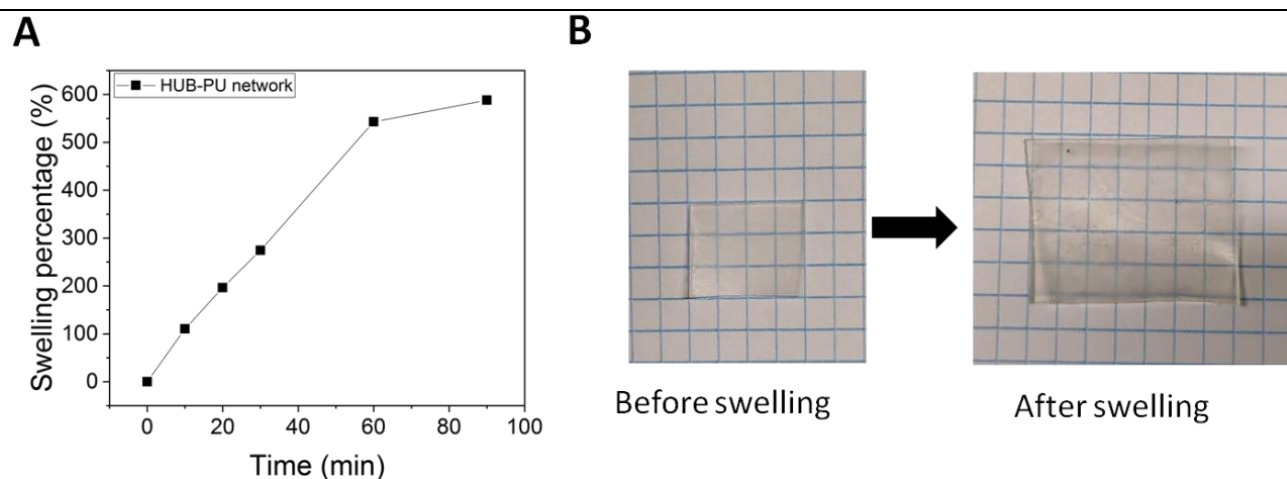 A
B
HUB-PU network
Swelling percentage (%)
600
500
400
300
200
100
0
0
20
40
60
80
100
Time (min)
Before swelling
After swelling